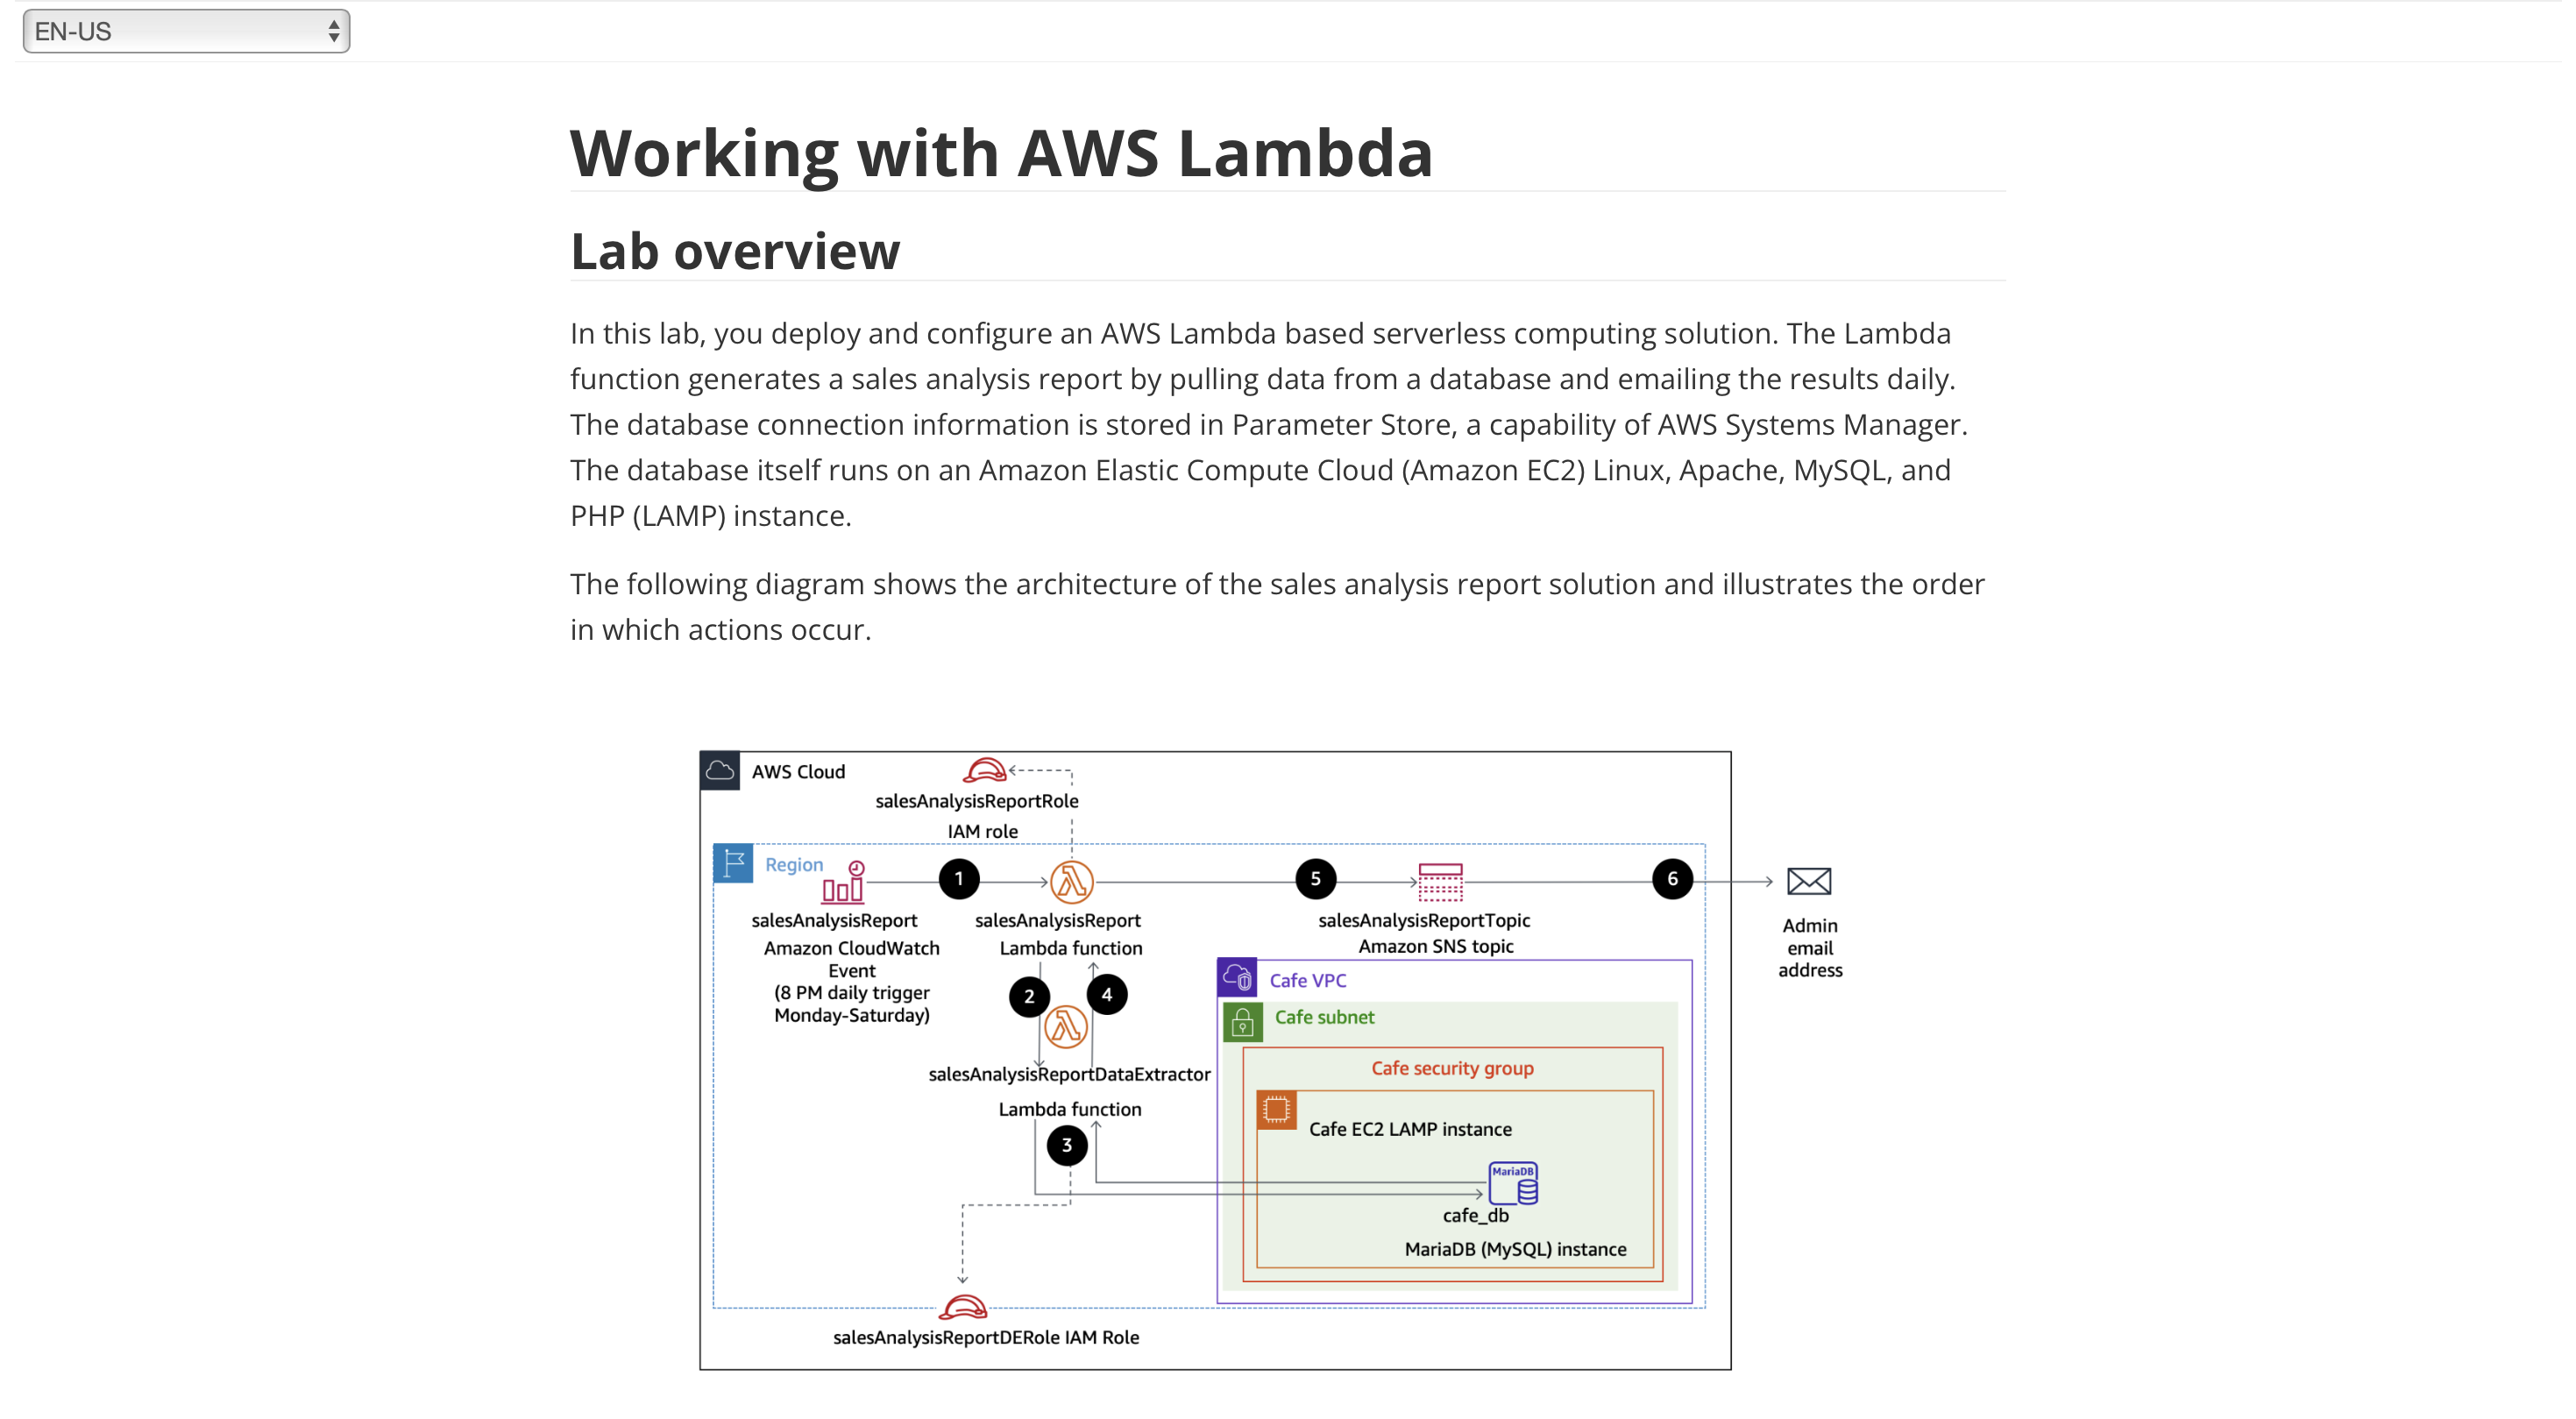 EN-US
Working with AWS Lambda
Lab overview
In this lab, you deploy and configure an AWS Lambda based serverless computing solution. The Lambda
function generates a sales analysis report by pulling data from a database and emailing the results daily.
The database connection information is stored in Parameter Store, a capability of AWS Systems Manager.
The database itself runs on an Amazon Elastic Compute Cloud (Amazon EC2) Linux, Apache, MySQL, and
PHP (LAMP) instance.
The following diagram shows the architecture of the sales analysis report solution and illustrates the order
in which actions occur.
AWS Cloud
salesAnalysisReportRole
IAM role
Region
1
5
6
salesAnalysisReport
Amazon CloudWatch
Event
(8 PM daily trigger
Monday-Saturday)
salesAnalysisReport
Lambda function
salesAnalysisReportTopic
Amazon SNS topic
Admin
email
address
2
4
salesAnalysisReportDataExtractor
Lambda function
3
Cafe VPC
Cafe subnet
Cafe security group
Cafe EC2 LAMP instance
MariaDB
cafe_db
MariaDB (MySQL) instance
salesAnalysisReportDERole IAM Role